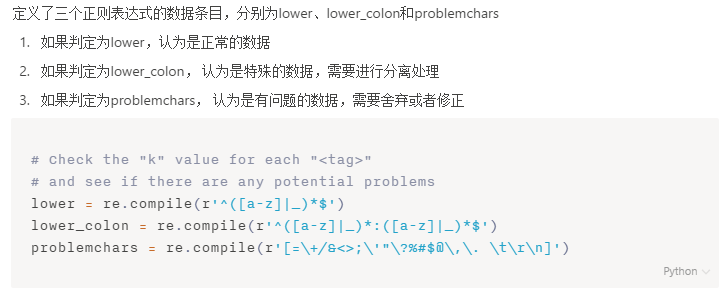 定义了三个正则表达式的数据条目，分别为lower、lower_colon和problemchars
1. 如果判定为lower，认为是正常的数据
2. 如果判定为lower_colon， 认为是特殊的数据，需要进行分离处理
3. 如果判定为problemchars， 认为是有问题的数据，需要舍弃或者修正
# Check the "k" value for each "<tag>"
# and see if there are any potential problems
lower = re.compile(r'^([a-z]|_)*$')
lower_colon = re.compile(r'^([a-z]|_)*:([a-z]|_)*$')
problemchars = re.compile(r'[=\+/&<>;\'"\?%#$@\,\. \t\r\n]')
Python